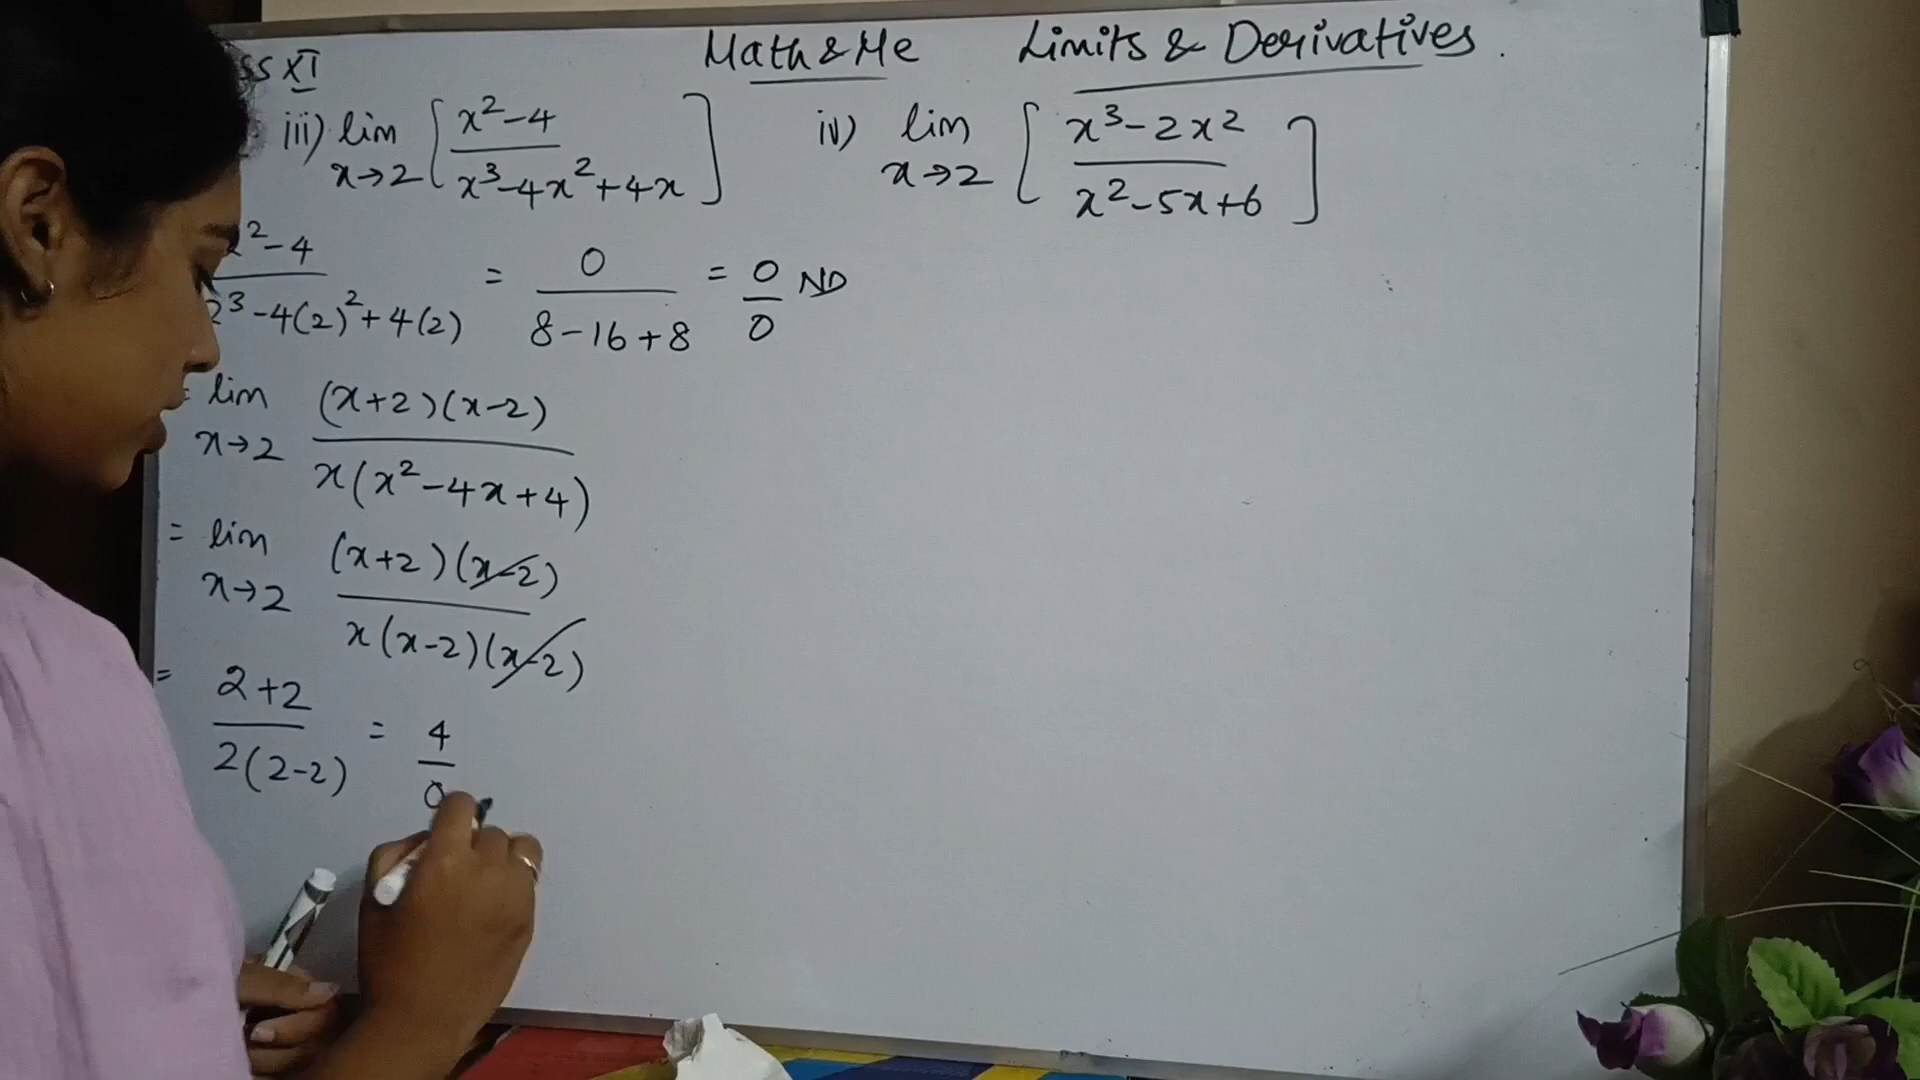 ss XI Math & Me Limits & Derivatives.
iii) lim x→2 [ x²-4 / x³-4x²+4x ] iv) lim x→2 [ x³-2x² / x²-5x+6 ]
²-4 / 2³-4(2)²+4(2) = 0 / 8-16+8 = 0/0 ND
= lim x→2 (x+2)(x-2) / x(x²-4x+4)
= lim x→2 (x+2)(x-2) / x(x-2)(x-2)
= 2+2 / 2(2-2) = 4/0